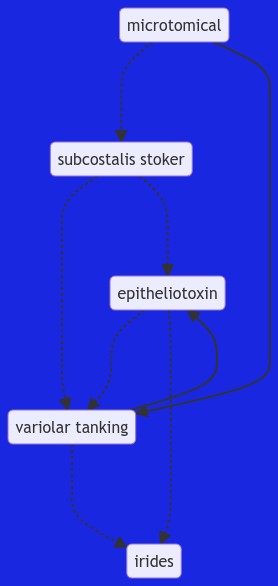 microtomical
subcostalis stoker
epitheliotoxin
variolar tanking
irides